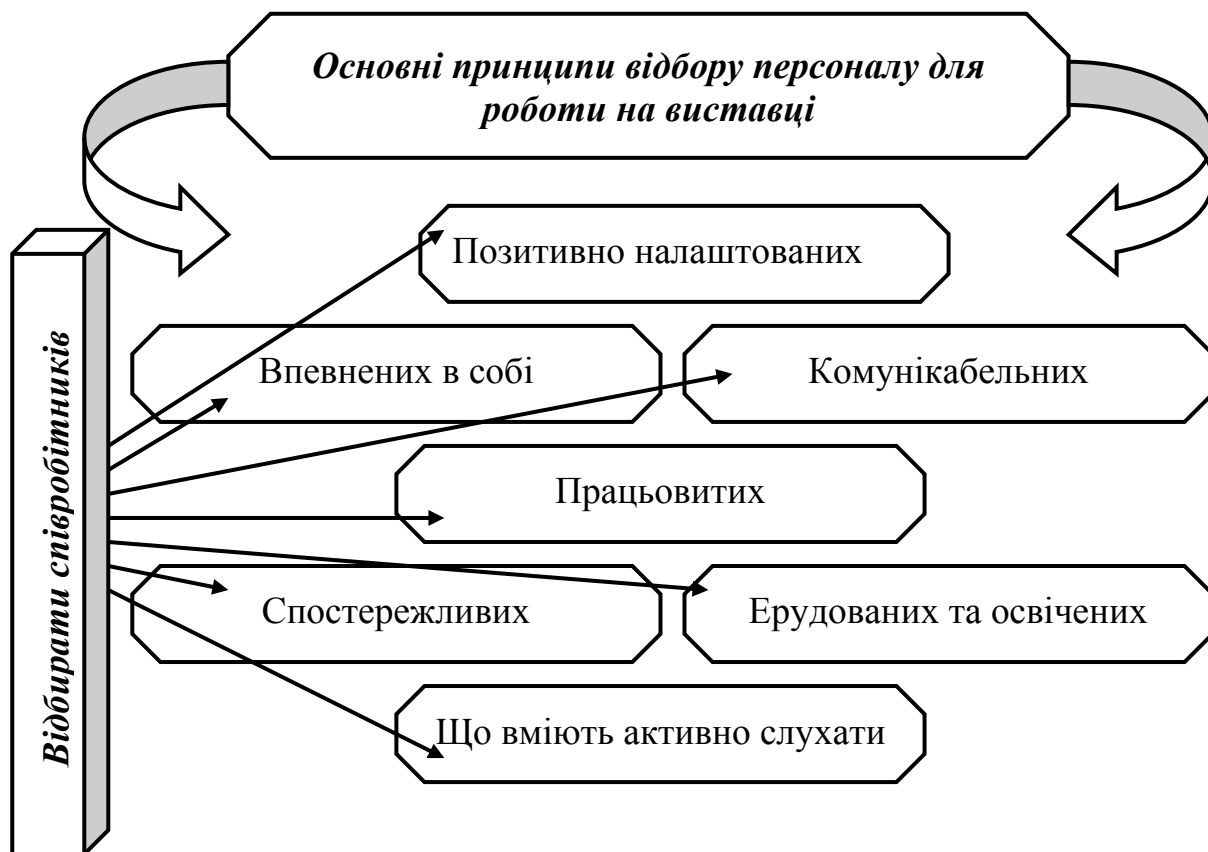 Основні принципи відбору персоналу для
роботи на виставці
Позитивно налаштованих
Впевнених в собі
Комунікабельних
Працьовитих
Спостережливих
Ерудованих та освічених
Що вміють активно слухати
Відбирати співробітників